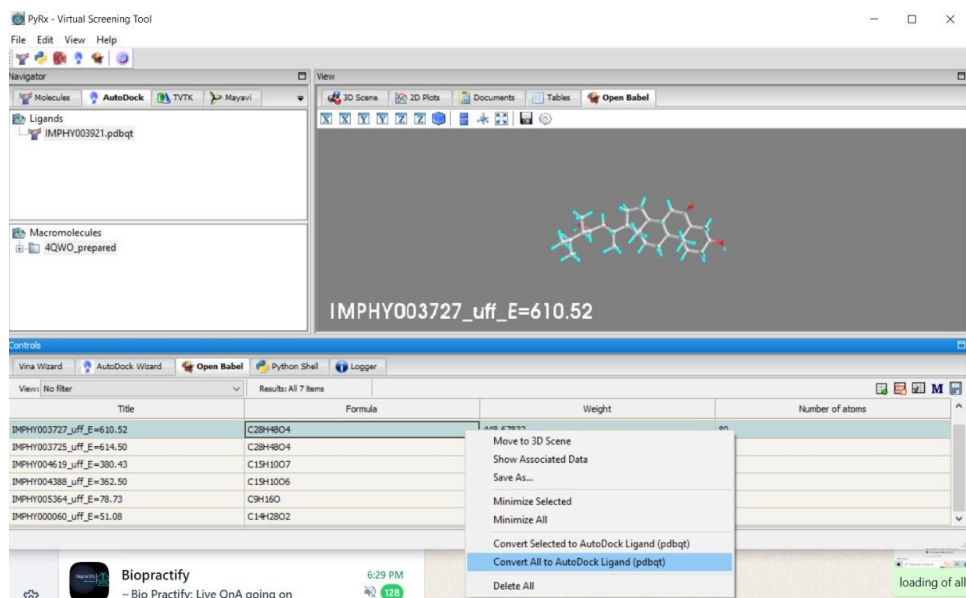 PyRx - Virtual Screening Tool
File Edit View Help
Navigator
Molecules AutoDock TVTK Mayavi
Ligands
IMPHY003921.pdbqt
Macromolecules
4QWO_prepared
View
3D Scene 2D Plots Documents Tables Open Babel
X X Y Y Z Z
IMPHY003727_uff_E=610.52
Controls
Vina Wizard AutoDock Wizard Open Babel Python Shell Logger
View: No filter Results: All 7 items M
Title Formula Weight Number of atoms
IMPHY003727_uff_E=610.52 C28H48O4 448.67832 80
IMPHY003725_uff_E=614.50 C28H48O4
IMPHY004619_uff_E=380.43 C15H10O7
IMPHY004388_uff_E=362.50 C15H10O6
IMPHY005364_uff_E=78.73 C9H16O
IMPHY000060_uff_E=51.08 C14H28O2
Move to 3D Scene
Show Associated Data
Save As...
Minimize Selected
Minimize All
Convert Selected to AutoDock Ligand (pdbqt)
Convert All to AutoDock Ligand (pdbqt)
Delete All
Biopractify 6:29 PM
~ Bio Practify: Live OnA going on 128
loading of all